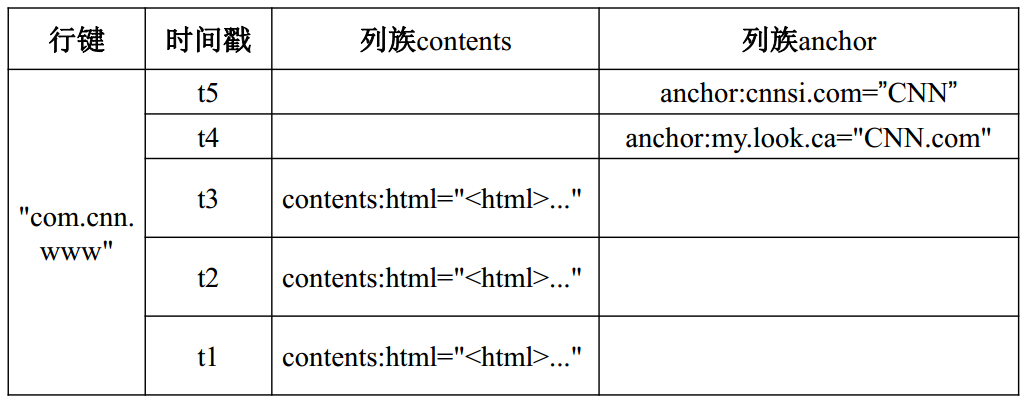 行键 时间戳 列族contents 列族anchor
t5 anchor:cnnsi.com=”CNN”
t4 anchor:my.look.ca="CNN.com"
"com.cnn.
www"
t3 contents:html="<html>..."
t2 contents:html="<html>..."
t1 contents:html="<html>..."